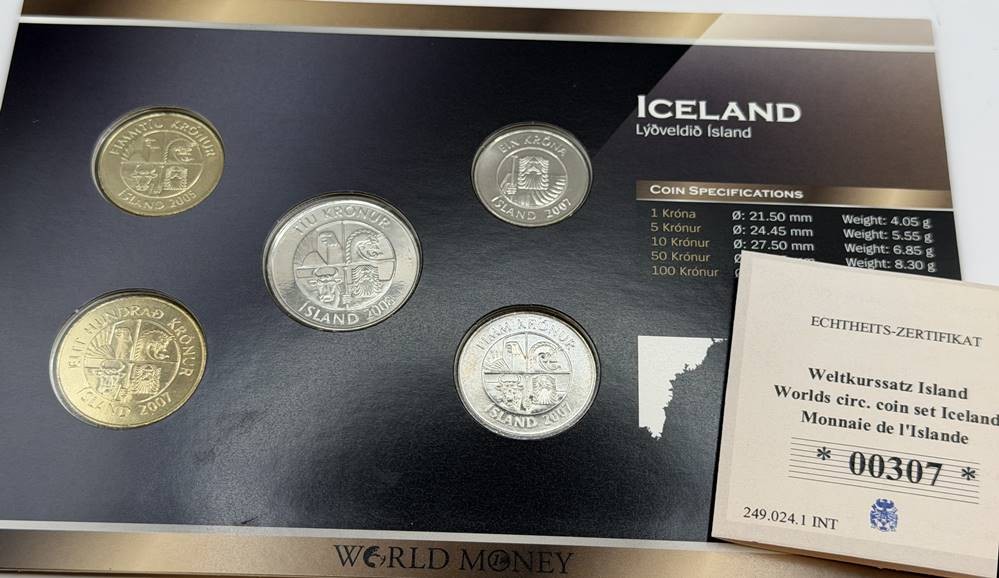 ICELAND
Lýðveldið Ísland
COIN SPECIFICATIONS
1 Króna Ø: 21.50 mm Weight: 4.05 g
5 Krónur Ø: 24.45 mm Weight: 5.55 g
10 Krónur Ø: 27.50 mm Weight: 6.85 g
50 Krónur mm Weight: 8.30 g
100 Krónur
FIMMTÍU KRÓNUR
ÍSLAND 2005
EIN KRÓNA
ÍSLAND 2007
TÍU KRÓNUR
ÍSLAND 2008
EITT HUNDRAÐ KRÓNUR
ÍSLAND 2007
FIMM KRÓNUR
ÍSLAND 2007
ECHTHEITS-ZERTIFIKAT
Weltkurssatz Island
Worlds circ. coin set Iceland
Monnaie de l'Islande
* 00307 *
249.024.1 INT
WORLD MONEY